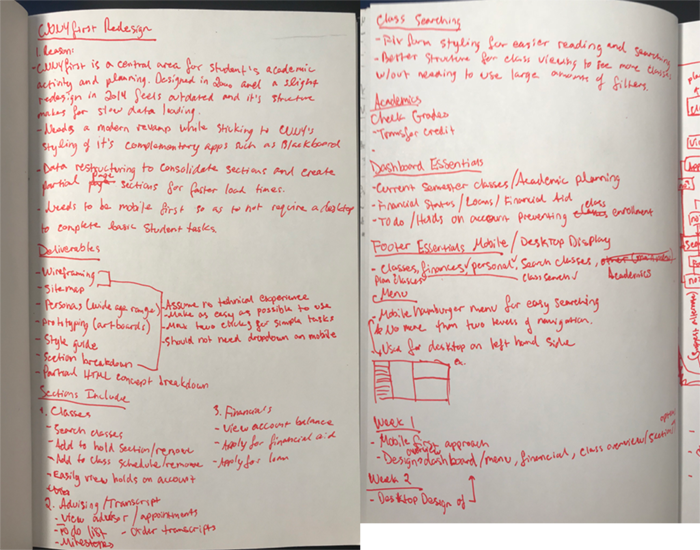 CUNYfirst Redesign
1. Reason:
- CUNYfirst is a central area for student's academic
activity and planning. Designed in 2000 and a slight
redesign in 2014 feels outdated and it's structure
makes for slow data loading.
- Needs a modern revamp while sticking to CUNY's
styling of it's complementary apps such as Blackboard
- Data restructuring to consolidate sections and create
partial page sections for faster load times.
- Needs to be mobile first so as to not require a desktop
to complete basic student tasks.
Deliverables
- Wireframing
- Sitemap
- Personas (wide age range)
- Prototyping (artboards)
- Style guide
- Section breakdown
- Partial HTML concept breakdown
- Assume no technical experience
- Make as easy as possible to use
- Max two clicks for simple tasks
- Should not need dropdown on mobile
Sections Include
1. Classes
- Search classes
- Add to hold section/remove
- Add to class schedule/remove
- Easily view holds on account
2. Advising/Transcript
- View advisor/appointments
- To do list
- Order transcripts
- Milestones
3. Financials
- View account balance
- Apply for financial aid
- Apply for loan
Class Searching
- Fix form styling for easier reading and searching
- Better structure for class views to see more classes
w/out needing to use large amounts of filters.
Academics
Check Grades
- Transfer credit
-
Dashboard Essentials
- Current Semester classes/Academic planning
- Financial Status/Loans/Financial Aid
- To do/Holds on account preventing class enrollment
Footer Essentials Mobile/Desktop Display
- Classes, finances, personal, Search classes,
Plan classes
class search
Academics
Menu
- Mobile hamburger menu for easy searching
- No more than two levels of navigation.
Use for desktop on left hand side
ex.
Week 1
- Mobile first approach
- Design dashboard/menu, financial, class overview/section
overview
Week 2
- Desktop Design of